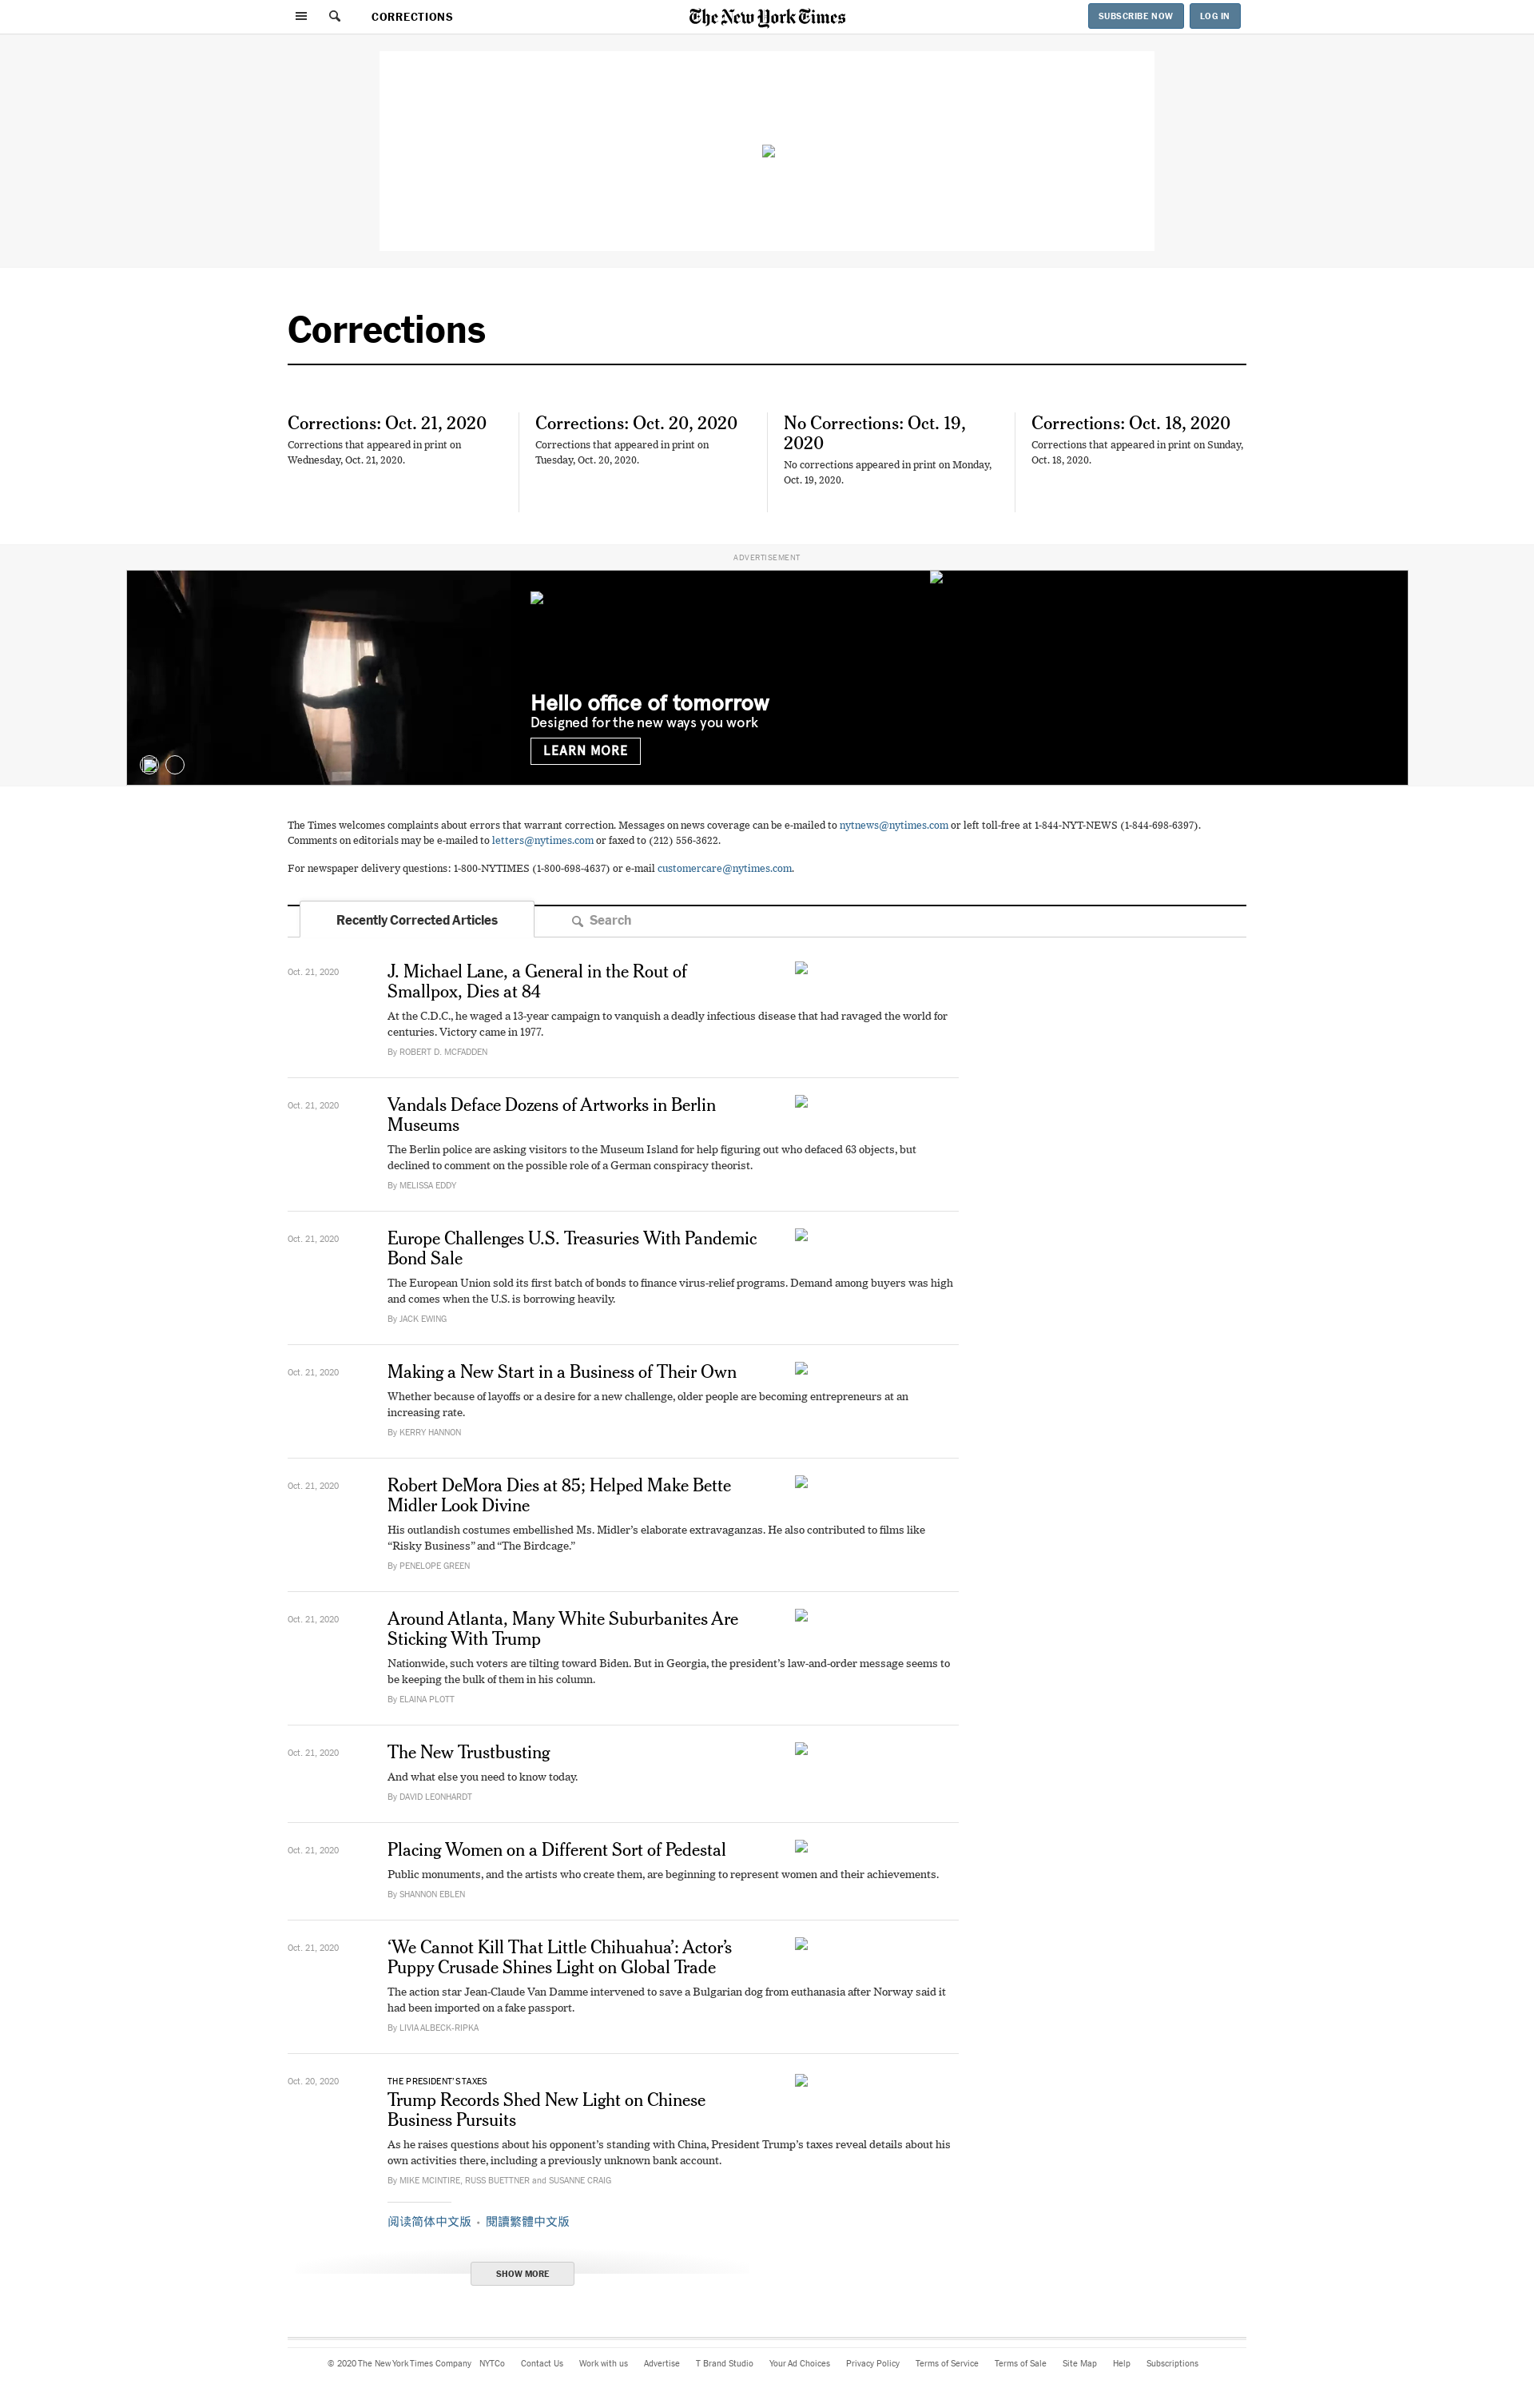 CORRECTIONS
The New York Times
SUBSCRIBE NOW
LOG IN
Corrections
Corrections: Oct. 21, 2020
Corrections that appeared in print on
Wednesday, Oct. 21, 2020.
Corrections: Oct. 20, 2020
Corrections that appeared in print on
Tuesday, Oct. 20, 2020.
No Corrections: Oct. 19,
2020
No corrections appeared in print on Monday,
Oct. 19, 2020.
Corrections: Oct. 18, 2020
Corrections that appeared in print on Sunday,
Oct. 18, 2020.
ADVERTISEMENT
Hello office of tomorrow
Designed for the new ways you work
LEARN MORE
The Times welcomes complaints about errors that warrant correction. Messages on news coverage can be e-mailed to nytnews@nytimes.com or left toll-free at 1-844-NYT-NEWS (1-844-698-6397).
Comments on editorials may be e-mailed to letters@nytimes.com or faxed to (212) 556-3622.
For newspaper delivery questions: 1-800-NYTIMES (1-800-698-4637) or e-mail customercare@nytimes.com.
Recently Corrected Articles
Search
Oct. 21, 2020
J. Michael Lane, a General in the Rout of
Smallpox, Dies at 84
At the C.D.C., he waged a 13-year campaign to vanquish a deadly infectious disease that had ravaged the world for
centuries. Victory came in 1977.
By ROBERT D. MCFADDEN
Oct. 21, 2020
Vandals Deface Dozens of Artworks in Berlin
Museums
The Berlin police are asking visitors to the Museum Island for help figuring out who defaced 63 objects, but
declined to comment on the possible role of a German conspiracy theorist.
By MELISSA EDDY
Oct. 21, 2020
Europe Challenges U.S. Treasuries With Pandemic
Bond Sale
The European Union sold its first batch of bonds to finance virus-relief programs. Demand among buyers was high
and comes when the U.S. is borrowing heavily.
By JACK EWING
Oct. 21, 2020
Making a New Start in a Business of Their Own
Whether because of layoffs or a desire for a new challenge, older people are becoming entrepreneurs at an
increasing rate.
By KERRY HANNON
Oct. 21, 2020
Robert DeMora Dies at 85; Helped Make Bette
Midler Look Divine
His outlandish costumes embellished Ms. Midler’s elaborate extravaganzas. He also contributed to films like
“Risky Business” and “The Birdcage.”
By PENELOPE GREEN
Oct. 21, 2020
Around Atlanta, Many White Suburbanites Are
Sticking With Trump
Nationwide, such voters are tilting toward Biden. But in Georgia, the president’s law-and-order message seems to
be keeping the bulk of them in his column.
By ELAINA PLOTT
Oct. 21, 2020
The New Trustbusting
And what else you need to know today.
By DAVID LEONHARDT
Oct. 21, 2020
Placing Women on a Different Sort of Pedestal
Public monuments, and the artists who create them, are beginning to represent women and their achievements.
By SHANNON EBLEN
Oct. 21, 2020
‘We Cannot Kill That Little Chihuahua’: Actor’s
Puppy Crusade Shines Light on Global Trade
The action star Jean-Claude Van Damme intervened to save a Bulgarian dog from euthanasia after Norway said it
had been imported on a fake passport.
By LIVIA ALBECK-RIPKA
Oct. 20, 2020
THE PRESIDENT’S TAXES
Trump Records Shed New Light on Chinese
Business Pursuits
As he raises questions about his opponent’s standing with China, President Trump’s taxes reveal details about his
own activities there, including a previously unknown bank account.
By MIKE MCINTIRE, RUSS BUETTNER and SUSANNE CRAIG
阅读简体中文版 • 閱讀繁體中文版
SHOW MORE
© 2020 The New York Times Company NYTCo Contact Us Work with us Advertise T Brand Studio Your Ad Choices Privacy Policy Terms of Service Terms of Sale Site Map Help Subscriptions